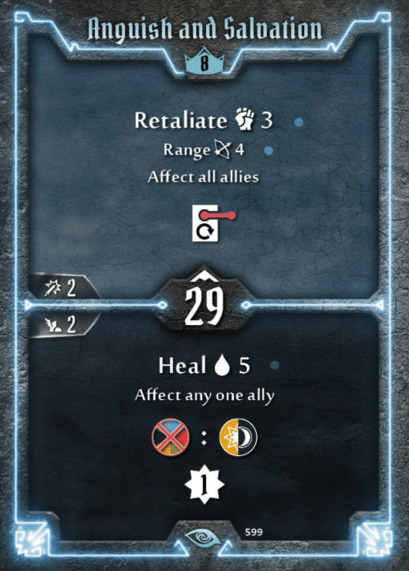 Anguish and Salvation
8
Retaliate 3
Range 4
Affect all allies
2
29
2
Heal 5
Affect any one ally
:
1
599